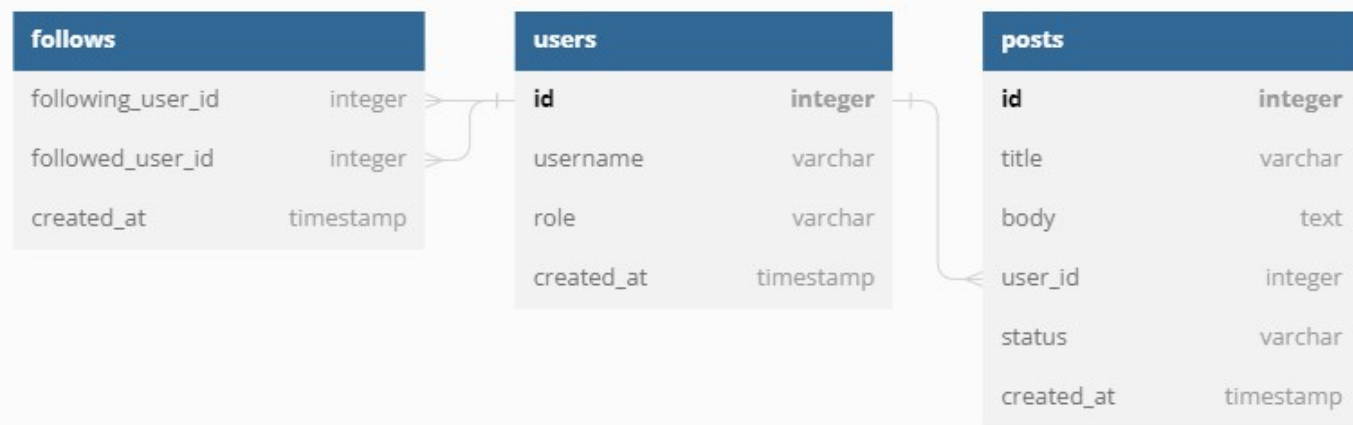 follows
following_user_id integer
followed_user_id integer
created_at timestamp
users
id integer
username varchar
role varchar
created_at timestamp
posts
id integer
title varchar
body text
user_id integer
status varchar
created_at timestamp